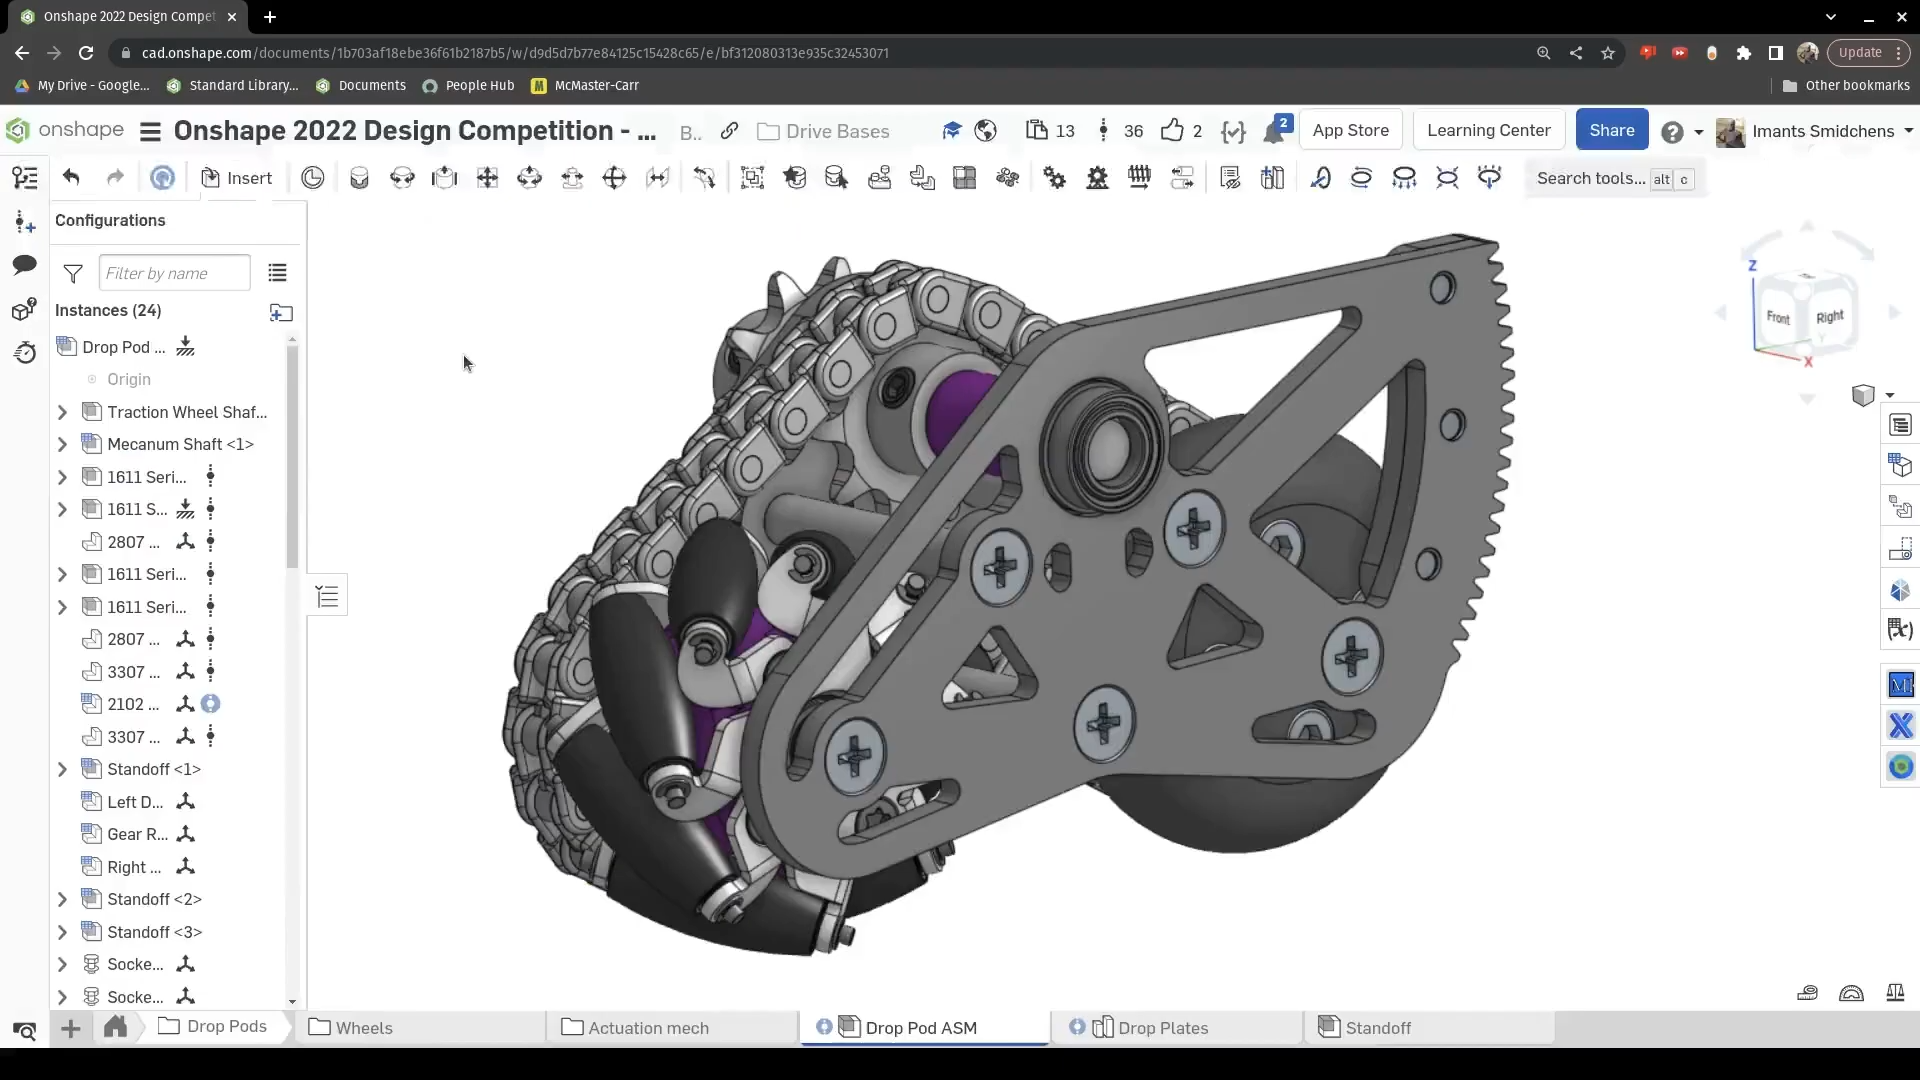 Onshape 2022 Design Compet
cad.onshape.com/documents/1b703af18ebe36f61b2187b5/w/d9d5d7b77e84125c15428c65/e/bf312080313e935c32453071
Update
My Drive - Google...
Standard Library...
Documents
People Hub
M
McMaster-Carr
Other bookmarks
onshape
Onshape 2022 Design Competition - ...
B..
Drive Bases
13
36
2
2
App Store
Learning Center
Share
Imants Smidchens
Insert
Search tools...
alt
c
Configurations
Filter by name
Instances (24)
Drop Pod ...
Origin
Traction Wheel Shaf...
Mecanum Shaft <1>
1611 Seri...
1611 S...
2807 ...
1611 Seri...
1611 Seri...
2807 ...
3307 ...
2102 ...
3307 ...
Standoff <1>
Left D...
Gear R...
Right ...
Standoff <2>
Standoff <3>
Socke...
Socke...
Z
Front
Right
Y
X
Drop Pods
Wheels
Actuation mech
Drop Pod ASM
Drop Plates
Standoff